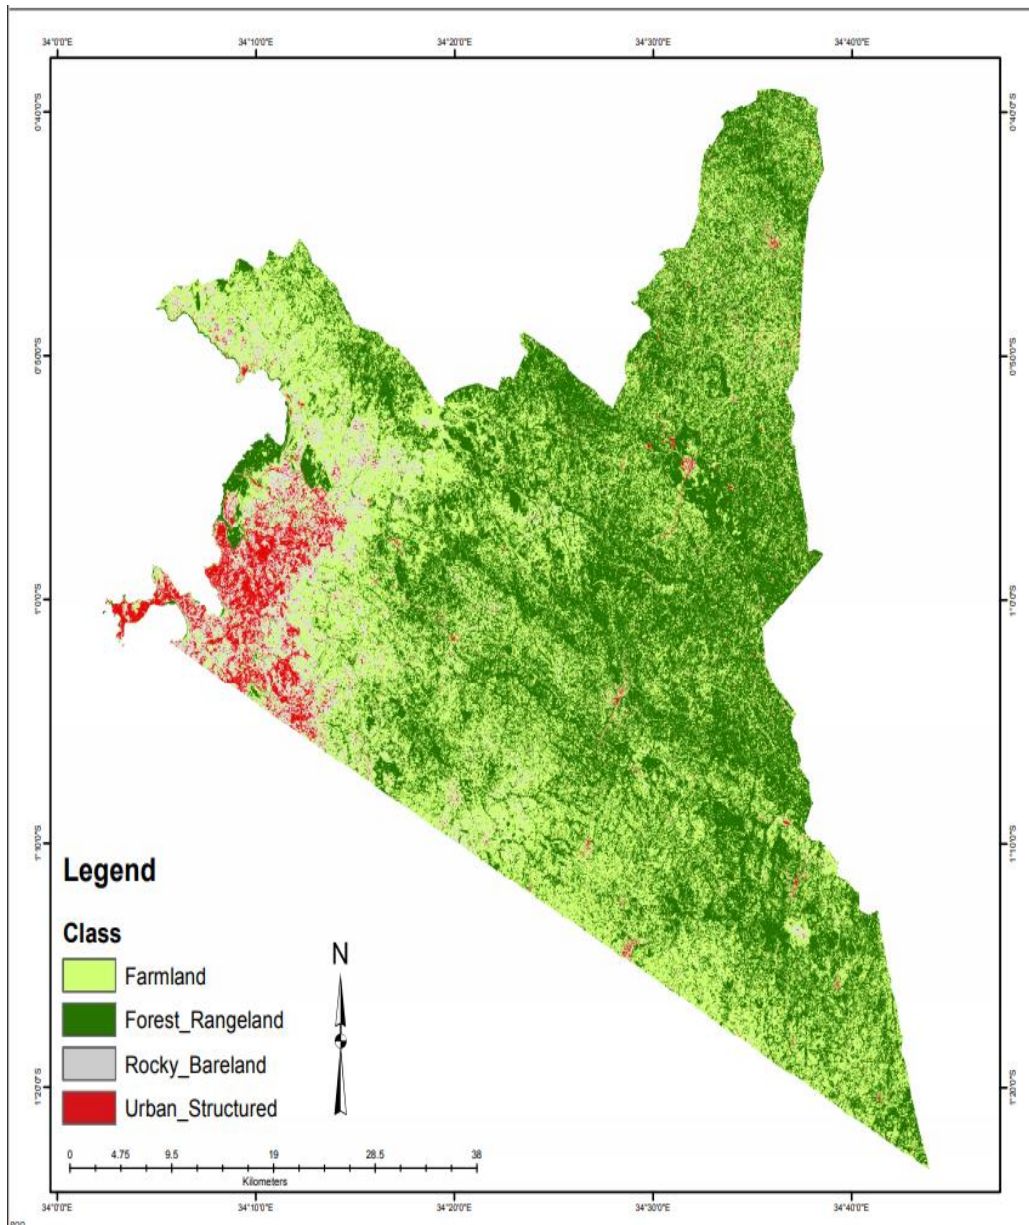 34°0'0"E 34°10'0"E 34°20'0"E 34°30'0"E 34°40'0"E
0°40'0"S 0°40'0"S
0°50'0"S 0°50'0"S
1°0'0"S 1°0'0"S
1°10'0"S 1°10'0"S
Legend
Class
N
Farmland
Forest_Rangeland
Rocky_Bareland
Urban_Structured
1°20'0"S 1°20'0"S
0 4.75 9.5 19 28.5 38
Kilometers
34°0'0"E 34°10'0"E 34°20'0"E 34°30'0"E 34°40'0"E